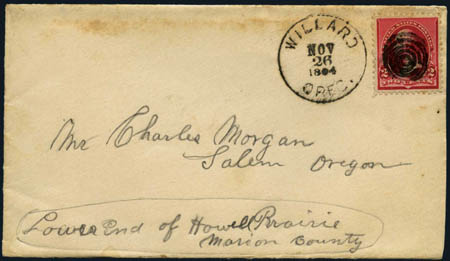 WILLARD
NOV
26
1894
OREG.
Mr Charles Morgan
Salem Oregon
Lower End of Howell Prairie
Marion County